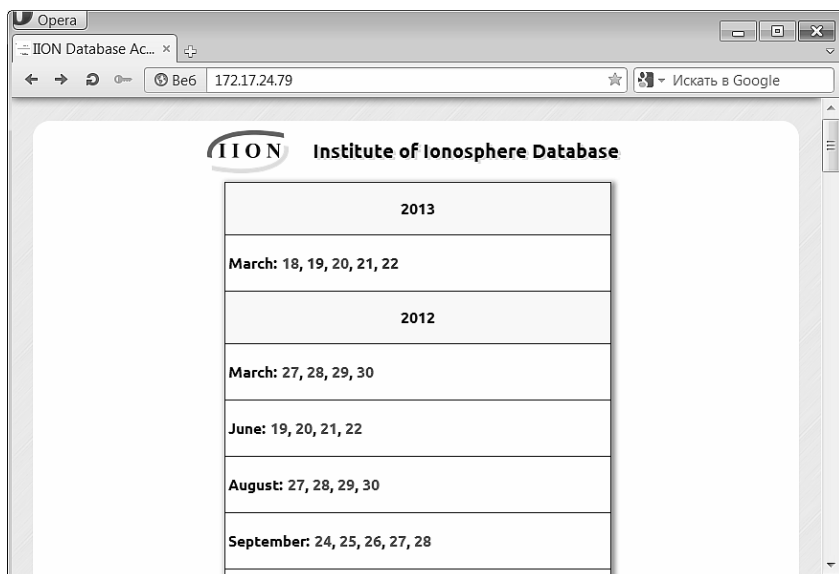 Opera
IION Database Ac...
Веб
172.17.24.79
Искать в Google
IION
Institute of Ionosphere Database
2013
March: 18, 19, 20, 21, 22
2012
March: 27, 28, 29, 30
June: 19, 20, 21, 22
August: 27, 28, 29, 30
September: 24, 25, 26, 27, 28